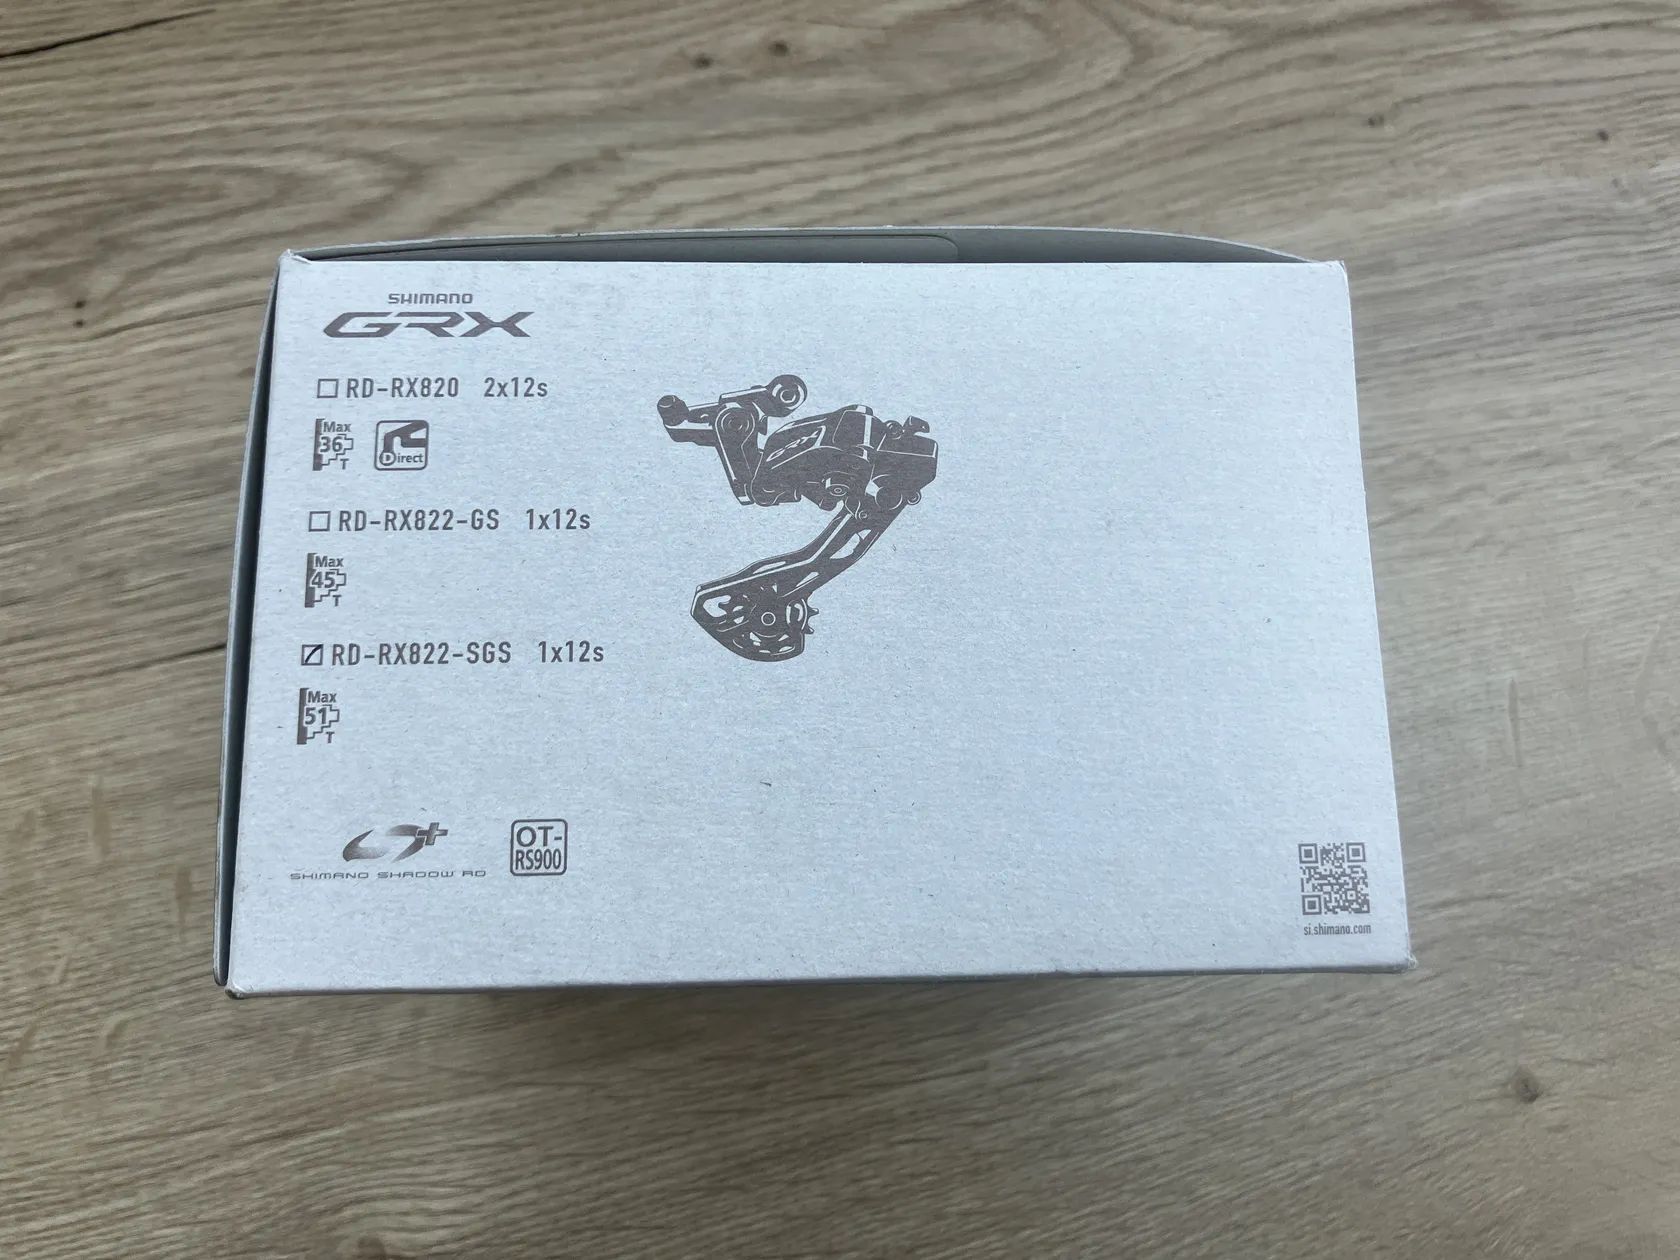 SHIMANO
GRX
RD-RX820 2x12s
Max
36
T
Direct
RD-RX822-GS 1x12s
Max
45
T
RD-RX822-SGS 1x12s
Max
51
T
GRX
SHIMANO SHADOW RD
OT-
RS900
si.shimano.com